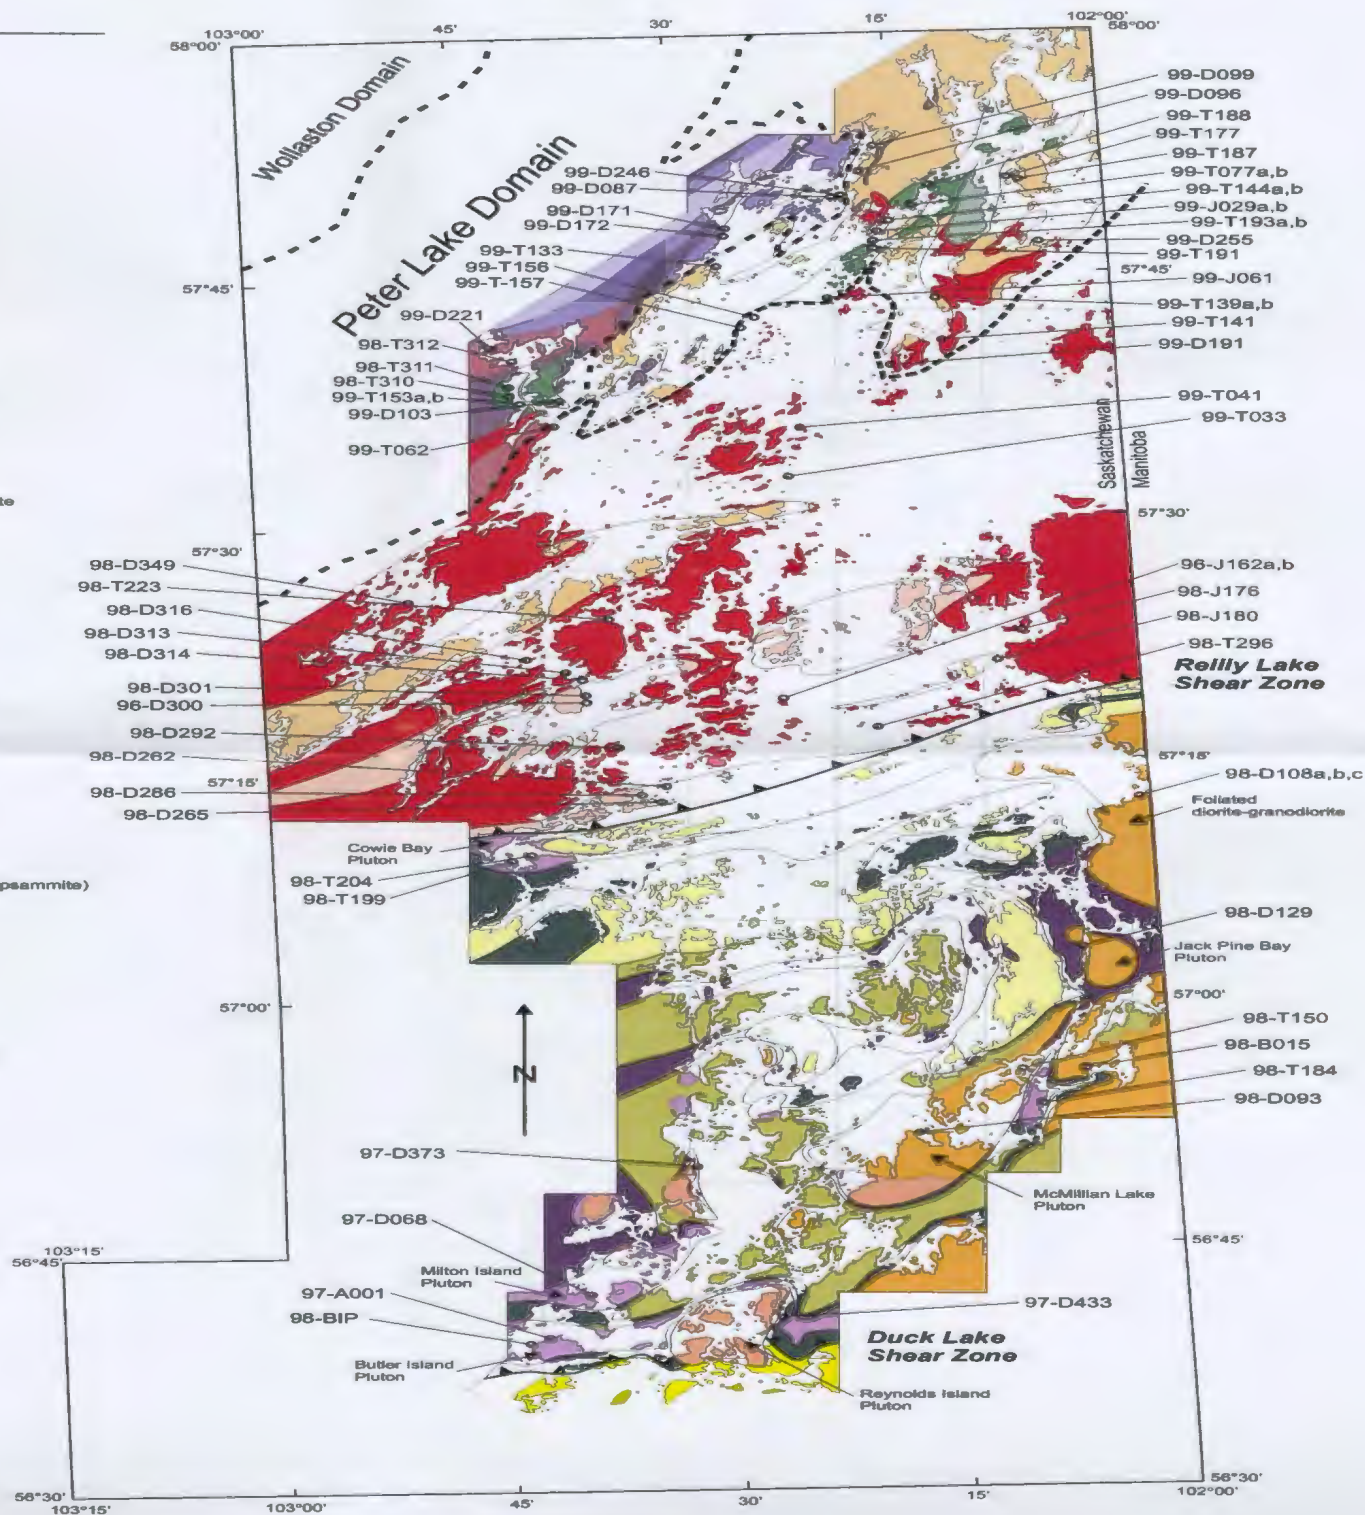 103°00'
45'
30'
15'
102°00'
58°00'
58°00'
Wollaston Domain
Peter Lake Domain
99-D099
99-D096
99-T188
99-T177
99-T187
99-T077a,b
99-T144a,b
99-J029a,b
99-T193a,b
99-D255
99-T191
57°45'
99-J061
99-T139a,b
99-T141
99-D191
99-T041
99-T033
99-D246
99-D087
99-D171
99-D172
99-T133
99-T156
99-T-157
57°45'
99-D221
98-T312
98-T311
98-T310
99-T153a,b
99-D103
99-T062
Saskatchewan
Manitoba
57°30'
57°30'
98-D349
98-T223
98-D316
98-D313
98-D314
98-D301
96-D300
98-D292
98-D262
57°15'
98-D286
98-D265
96-J162a,b
98-J176
98-J180
98-T296
Reilly Lake
Shear Zone
57°15'
98-D108a,b,c
Foliated
diorite-granodiorite
Cowie Bay
Pluton
98-T204
98-T199
psammite)
98-D129
Jack Pine Bay
Pluton
57°00'
57°00'
98-T150
98-B015
98-T184
98-D093
N
97-D373
McMillian Lake
Pluton
97-D068
56°45'
103°15'
56°45'
Milton Island
Pluton
97-A001
98-BIP
97-D433
Duck Lake
Shear Zone
Butler Island
Pluton
Reynolds Island
Pluton
56°30'
103°15'
103°00'
45'
30'
15'
102°00'
56°30'